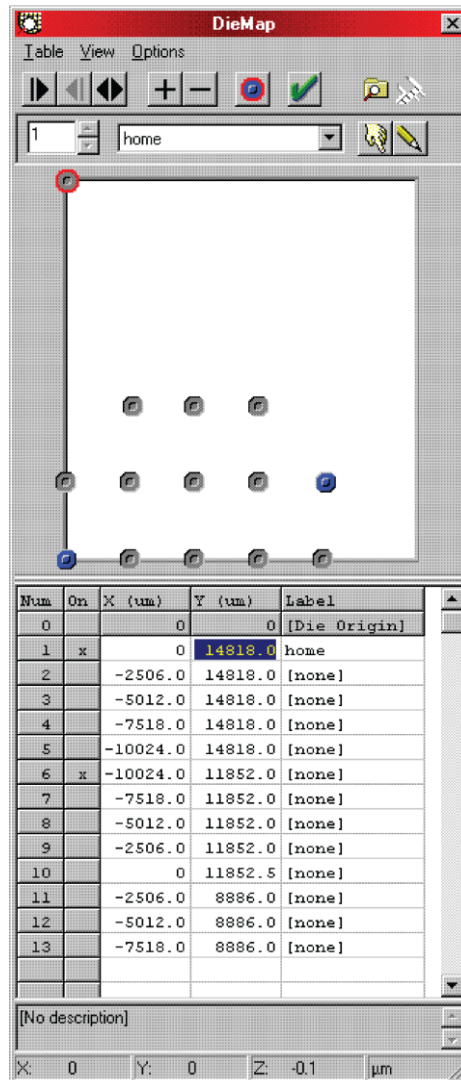 DieMap
Table View Options
1 home
Num On X (um) Y (um) Label
0 0 0 [Die Origin]
1 x 0 14818.0 home
2 -2506.0 14818.0 [none]
3 -5012.0 14818.0 [none]
4 -7518.0 14818.0 [none]
5 -10024.0 14818.0 [none]
6 x -10024.0 11852.0 [none]
7 -7518.0 11852.0 [none]
8 -5012.0 11852.0 [none]
9 -2506.0 11852.0 [none]
10 0 11852.5 [none]
11 -2506.0 8886.0 [none]
12 -5012.0 8886.0 [none]
13 -7518.0 8886.0 [none]
[No description]
X: 0 Y: 0 Z: -0.1 µm